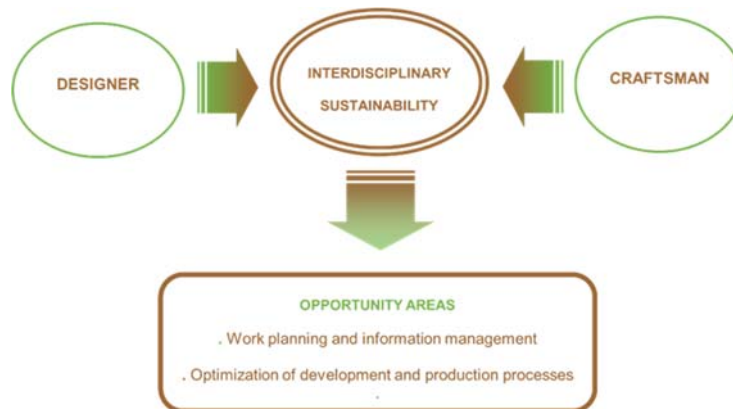 DESIGNER
INTERDISCIPLINARY
SUSTAINABILITY
CRAFTSMAN
OPPORTUNITY AREAS
. Work planning and information management
. Optimization of development and production processes
.